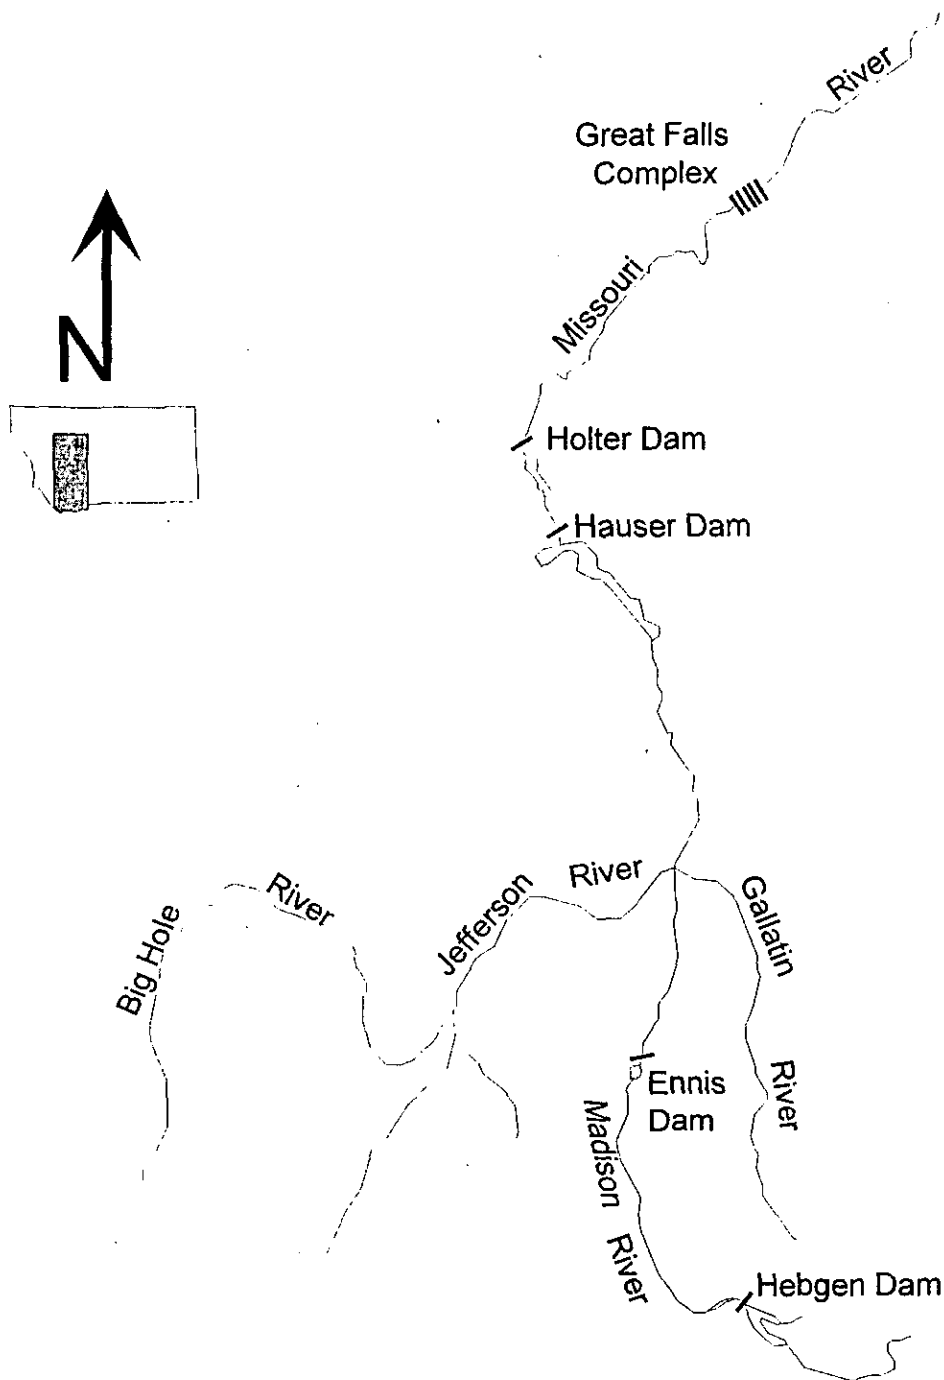 River
Great Falls
Complex
Missouri
N
Holter Dam
Hauser Dam
River
River
Jefferson
Gallatin
Big Hole
River
Ennis
Dam
Madison
River
Hebgen Dam